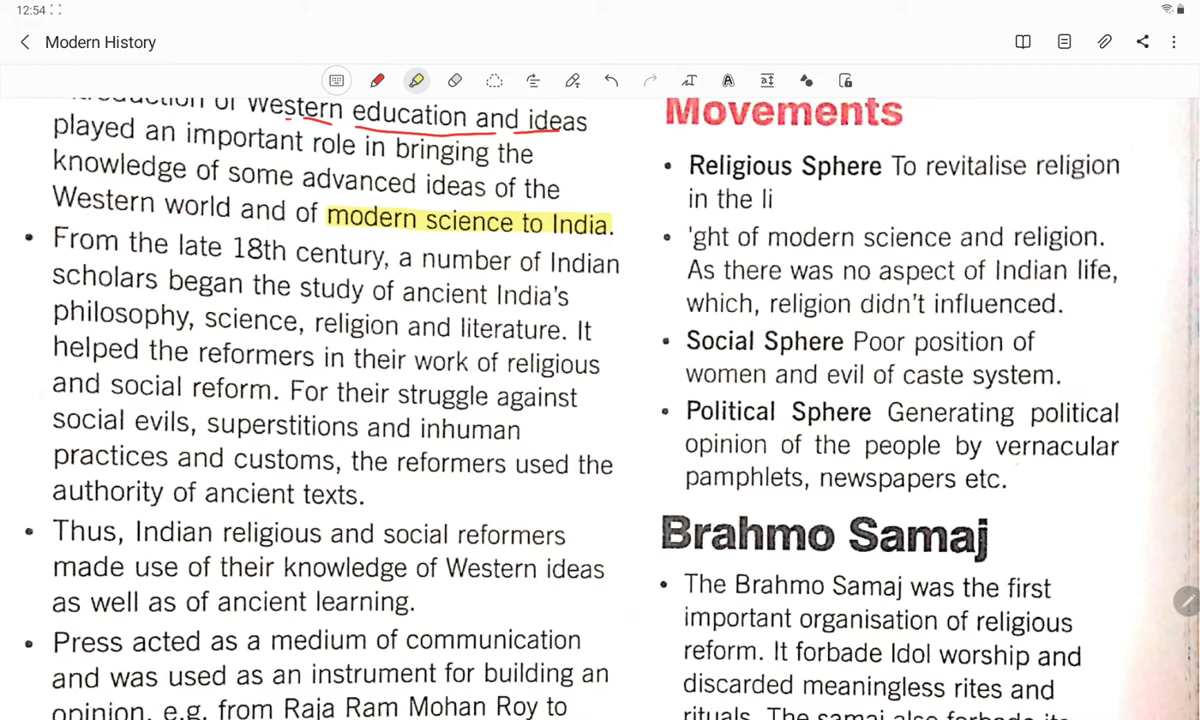 12:54
Modern History
introduction of Western education and ideas
played an important role in bringing the
knowledge of some advanced ideas of the
Western world and of modern science to India.
• From the late 18th century, a number of Indian
scholars began the study of ancient India's
philosophy, science, religion and literature. It
helped the reformers in their work of religious
and social reform. For their struggle against
social evils, superstitions and inhuman
practices and customs, the reformers used the
authority of ancient texts.
• Thus, Indian religious and social reformers
made use of their knowledge of Western ideas
as well as of ancient learning.
• Press acted as a medium of communication
and was used as an instrument for building an
opinion, e.g. from Raja Ram Mohan Roy to
Movements
• Religious Sphere To revitalise religion
in the li
• 'ght of modern science and religion.
As there was no aspect of Indian life,
which, religion didn't influenced.
• Social Sphere Poor position of
women and evil of caste system.
• Political Sphere Generating political
opinion of the people by vernacular
pamphlets, newspapers etc.
Brahmo Samaj
• The Brahmo Samaj was the first
important organisation of religious
reform. It forbade Idol worship and
discarded meaningless rites and
rituals. The samaj also forbade its